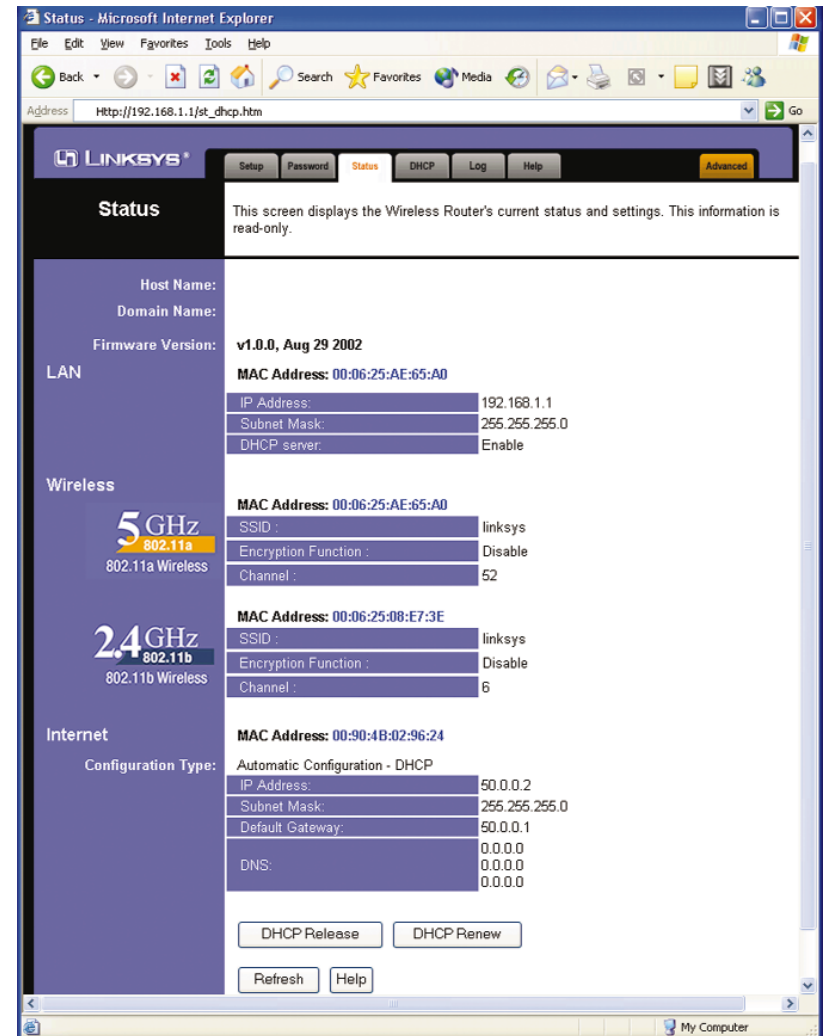 Status - Microsoft Internet Explorer
File Edit View Favorites Tools Help
Back Search Favorites Media
Address Http://192.168.1.1/st_dhcp.htm Go
LINKSYS®
Setup Password Status DHCP Log Help Advanced
Status
This screen displays the Wireless Router's current status and settings. This information is
read-only.
Host Name:
Domain Name:
Firmware Version: v1.0.0, Aug 29 2002
LAN MAC Address: 00:06:25:AE:65:A0
IP Address: 192.168.1.1
Subnet Mask: 255.255.255.0
DHCP server: Enable
Wireless
MAC Address: 00:06:25:AE:65:A0
5 GHz
802.11a
802.11a Wireless
SSID : linksys
Encryption Function : Disable
Channel : 52
MAC Address: 00:06:25:08:E7:3E
2.4 GHz
802.11b
802.11b Wireless
SSID : linksys
Encryption Function : Disable
Channel : 6
Internet MAC Address: 00:90:4B:02:96:24
Configuration Type: Automatic Configuration - DHCP
IP Address: 50.0.0.2
Subnet Mask: 255.255.255.0
Default Gateway: 50.0.0.1
DNS: 0.0.0.0
0.0.0.0
0.0.0.0
DHCP Release DHCP Renew
Refresh Help
My Computer